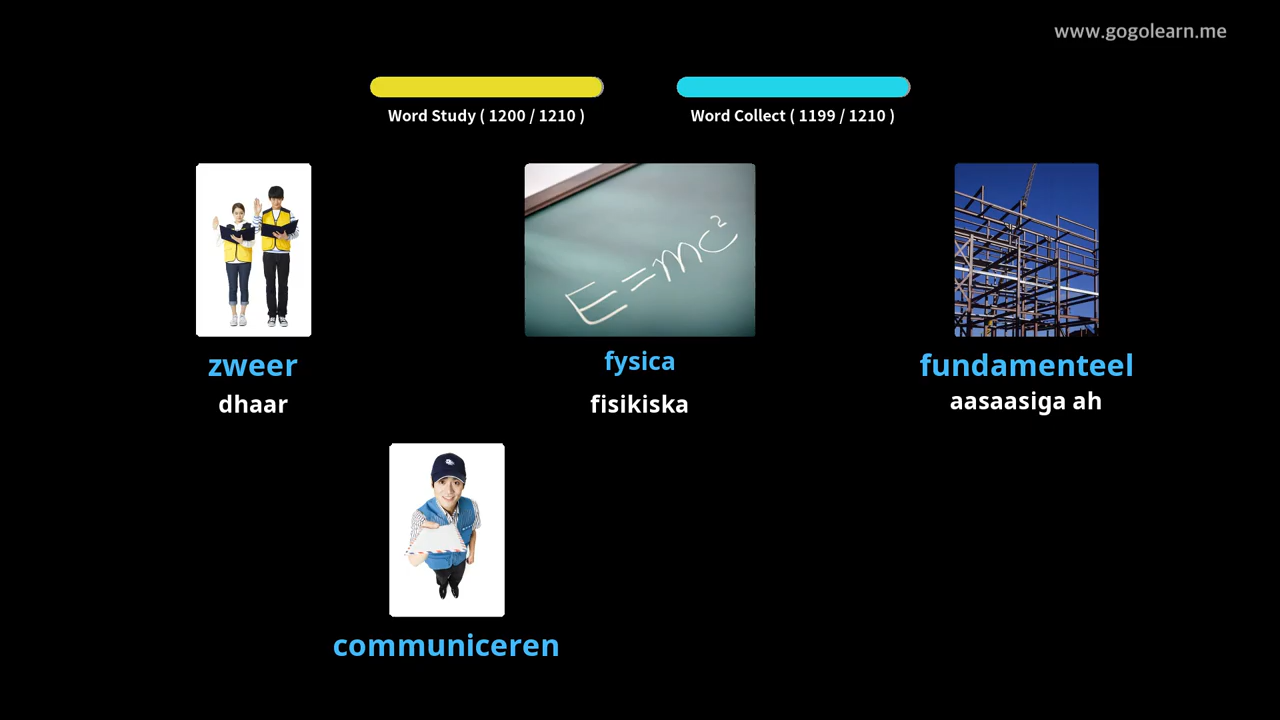 www.gogolearn.me
Word Study ( 1200 / 1210 )
Word Collect ( 1199 / 1210 )
E=mc²
zweer
fysica
fundamenteel
dhaar
fisikiska
aasaasiga ah
communiceren